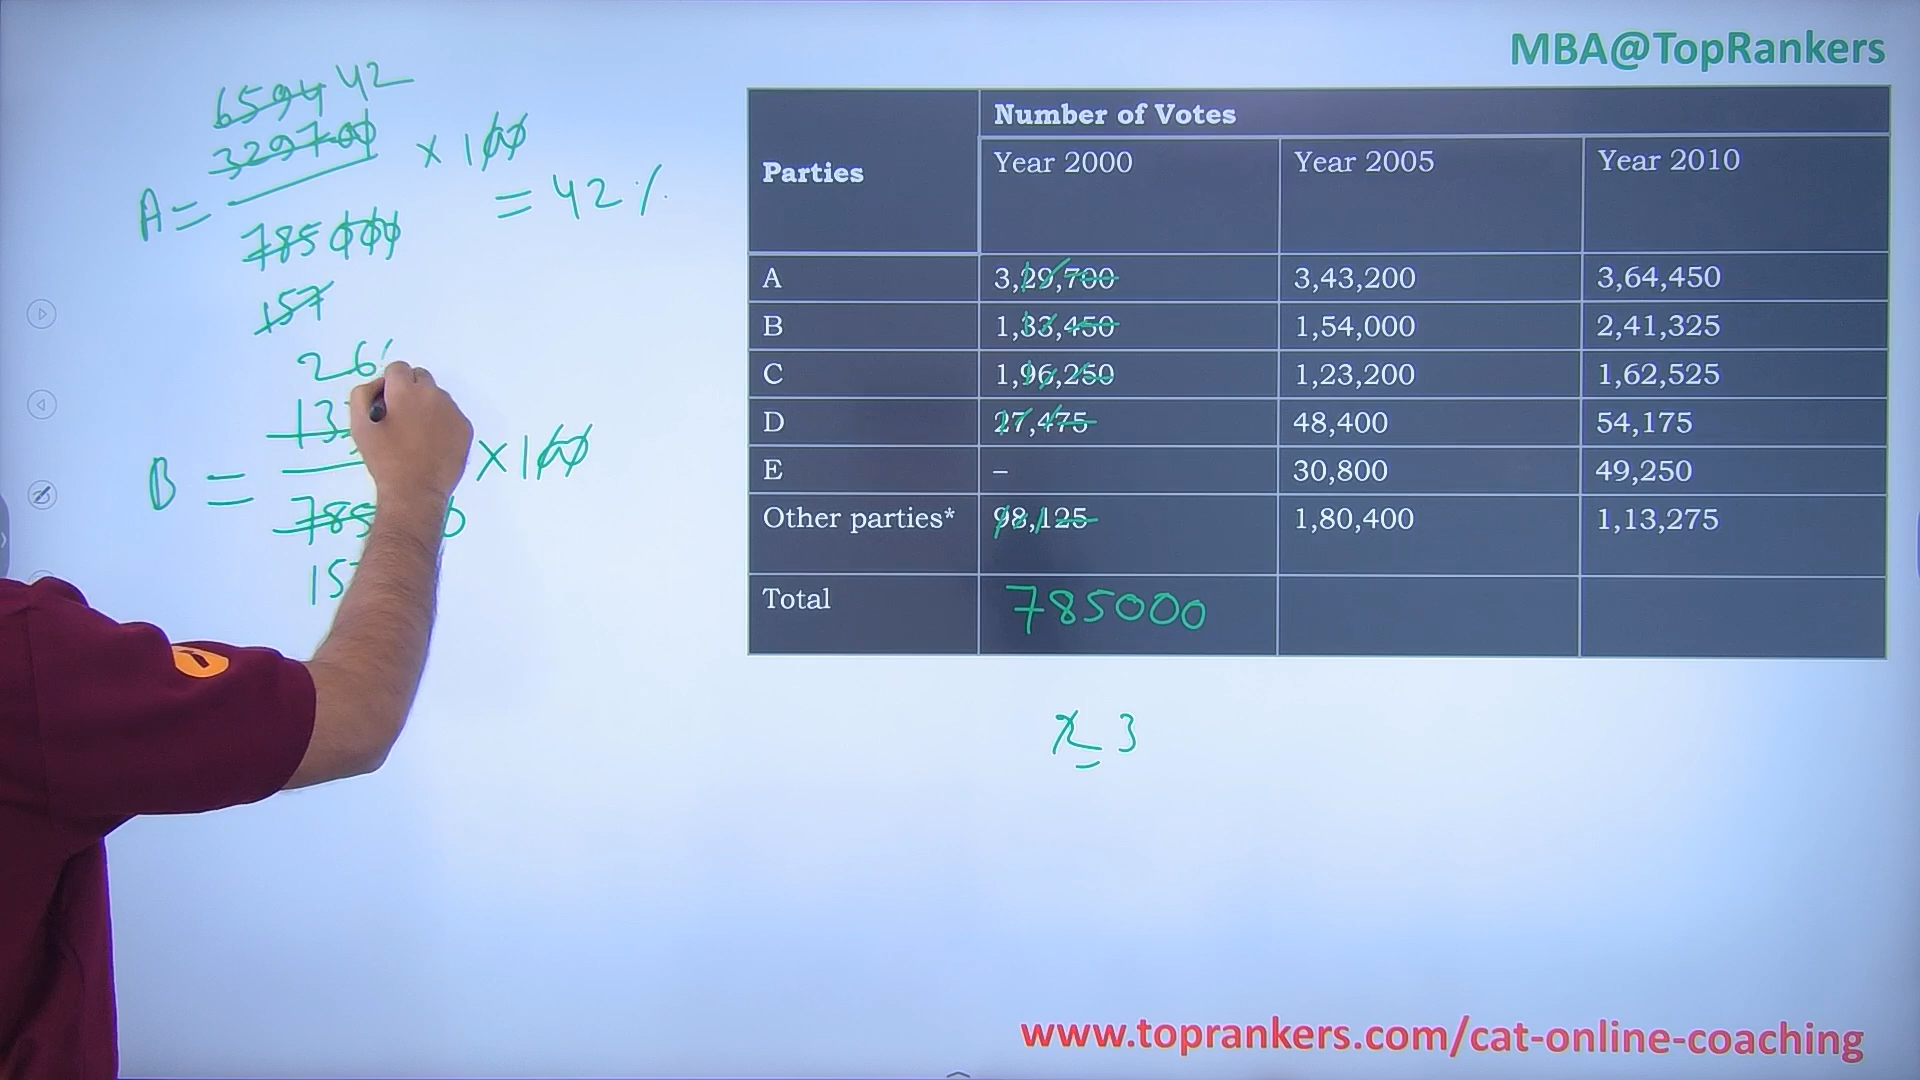 MBA@TopRankers
6594 42
329700 × 100
A = = 42 %
785000
157
Parties
Number of Votes
Year 2000 Year 2005 Year 2010
A 3,29,700 3,43,200 3,64,450
B 1,33,450 1,54,000 2,41,325
C 1,96,250 1,23,200 1,62,525
D 27,475 48,400 54,175
E – 30,800 49,250
Other parties* 98,125 1,80,400 1,13,275
Total 785000
26
B = × 100
785
3
www.toprankers.com/cat-online-coaching